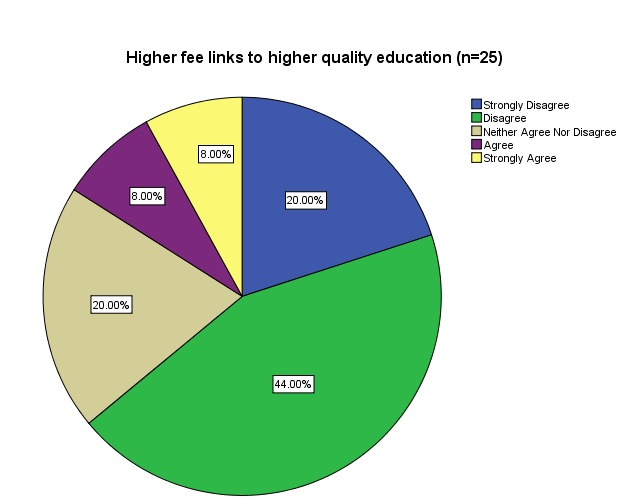 Higher fee links to higher quality education (n=25)
Strongly Disagree
Disagree
Neither Agree Nor Disagree
Agree
Strongly Agree
8.00%
8.00%
20.00%
20.00%
44.00%